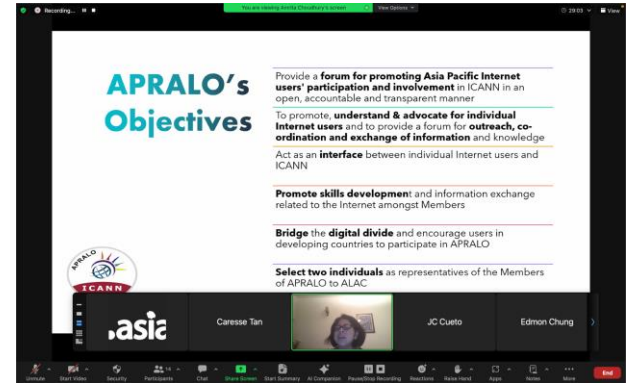 Recording...
You are viewing Amrita Choudhury's screen
View Options
29:03
View
APRALO's
Objectives
Provide a forum for promoting Asia Pacific Internet
users' participation and involvement in ICANN in an
open, accountable and transparent manner
To promote, understand & advocate for individual
Internet users and to provide a forum for outreach, co-
ordination and exchange of information and knowledge
Act as an interface between individual Internet users and
ICANN
Promote skills development and information exchange
related to the Internet amongst Members
Bridge the digital divide and encourage users in
developing countries to participate in APRALO
Select two individuals as representatives of the Members
of APRALO to ALAC
APRALO
ICANN
.asia
Caresse Tan
JC Cueto
Edmon Chung
Unmute
Start Video
Security
Participants
14
Chat
Share Screen
Start Summary
AI Companion
Pause/Stop Recording
Reactions
Raise Hand
Apps
Notes
More
End